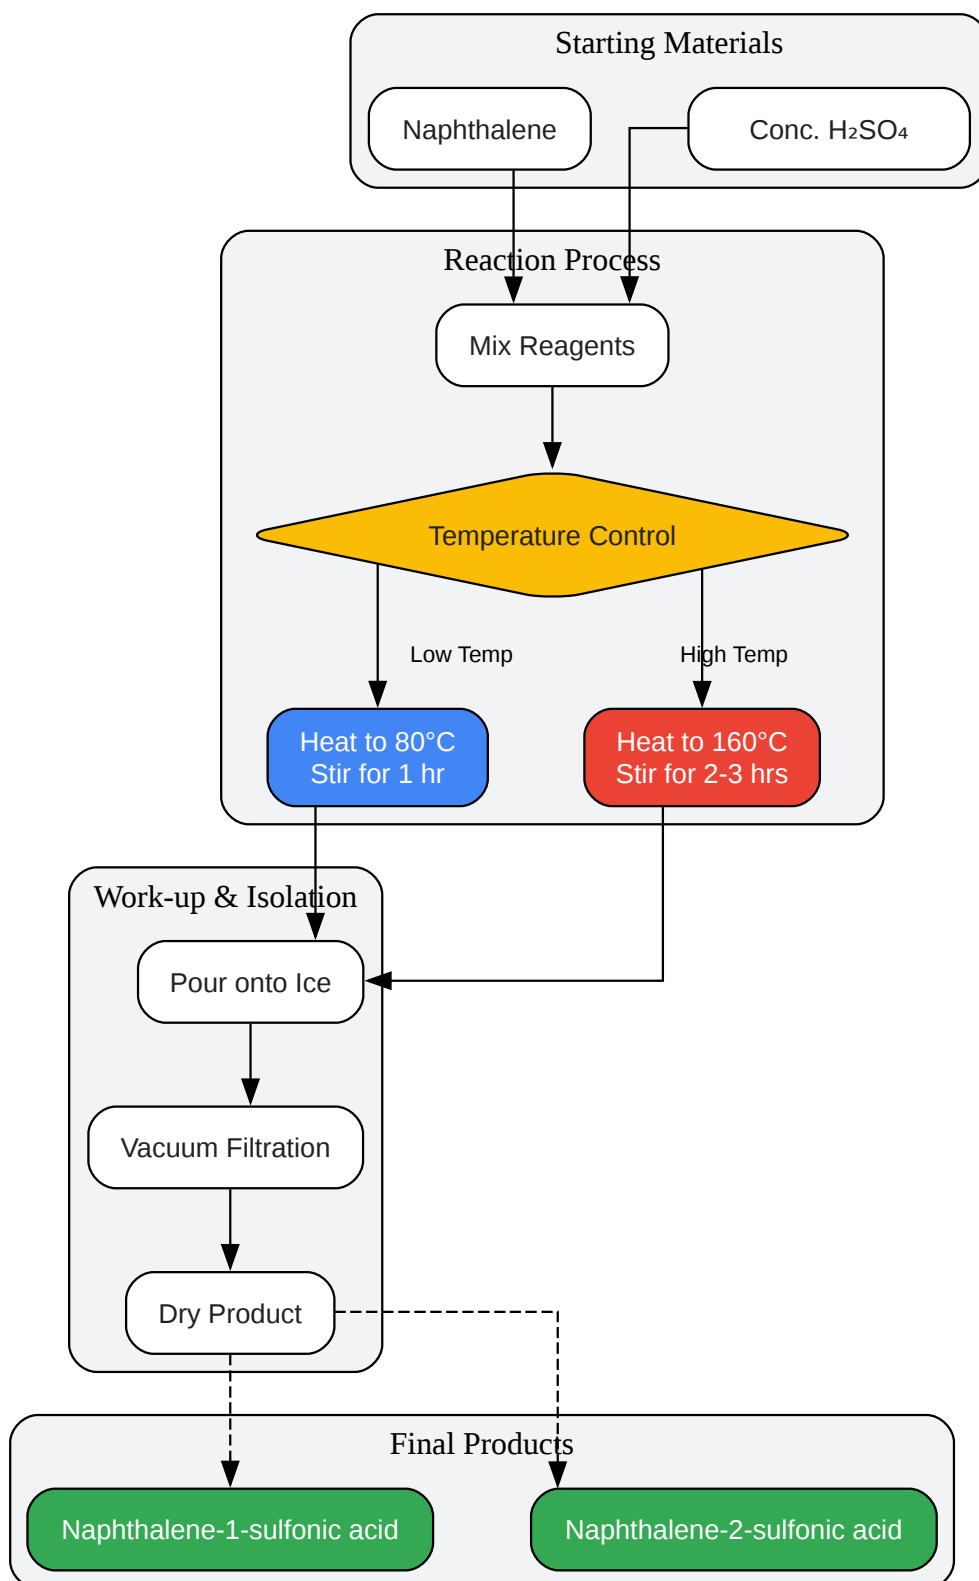 Starting Materials
Naphthalene
Conc. H₂SO₄
Reaction Process
Mix Reagents
Temperature Control
Low Temp
High Temp
Heat to 80°C
Stir for 1 hr
Heat to 160°C
Stir for 2-3 hrs
Work-up & Isolation
Pour onto Ice
Vacuum Filtration
Dry Product
Final Products
Naphthalene-1-sulfonic acid
Naphthalene-2-sulfonic acid